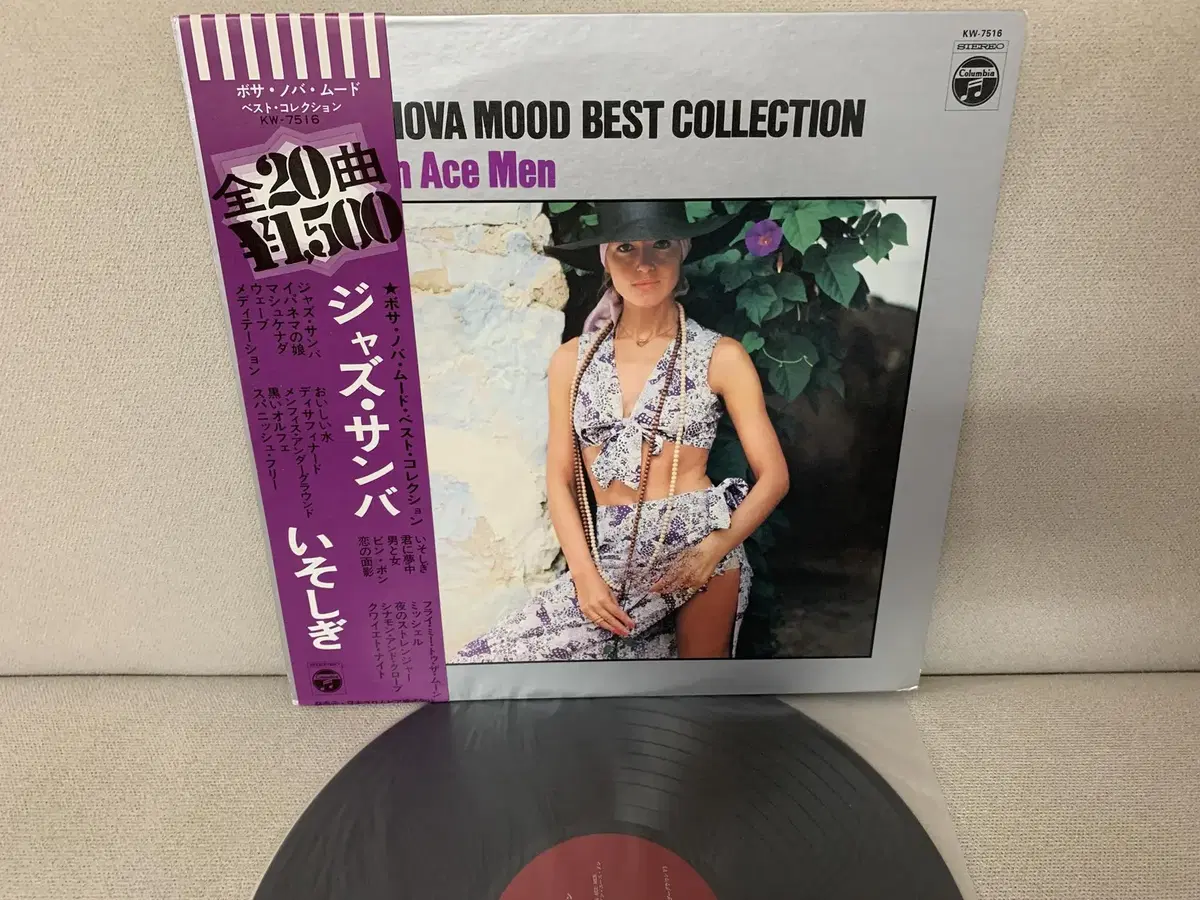 ボサ・ノバ・ムード
ベスト・コレクション
KW-7516
全20曲
¥1,500
★ボサ・ノバ・ムード・ベスト・コレクション
ジャズ・サンバ
いそしぎ
ジャズ・サンバ
イパネマの娘
マシュケナダ
ウェーブ
メディテーション
おいしい水
ディサフィナード
メンフィス・アンダーグラウンド
黒いオルフェ
スパニッシュ・フリー
いそしぎ
君に夢中
男と女
ピン・ポン
恋の面影
フライ・ミー・トゥ・ザ・ムーン
ミッシェル
夜のストレンジャー
シナモン・アンド・クローブ
クワイエト・ナイト
NOVA MOOD BEST COLLECTION
n Ace Men
KW-7516
STEREO
Columbia
Columbia